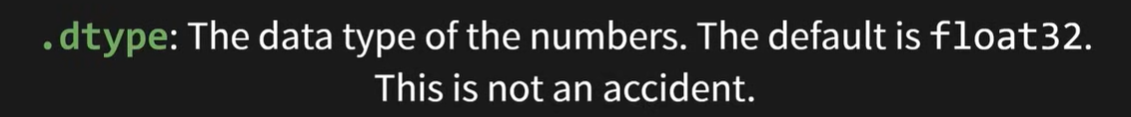 .dtype: The data type of the numbers. The default is float32.
This is not an accident.